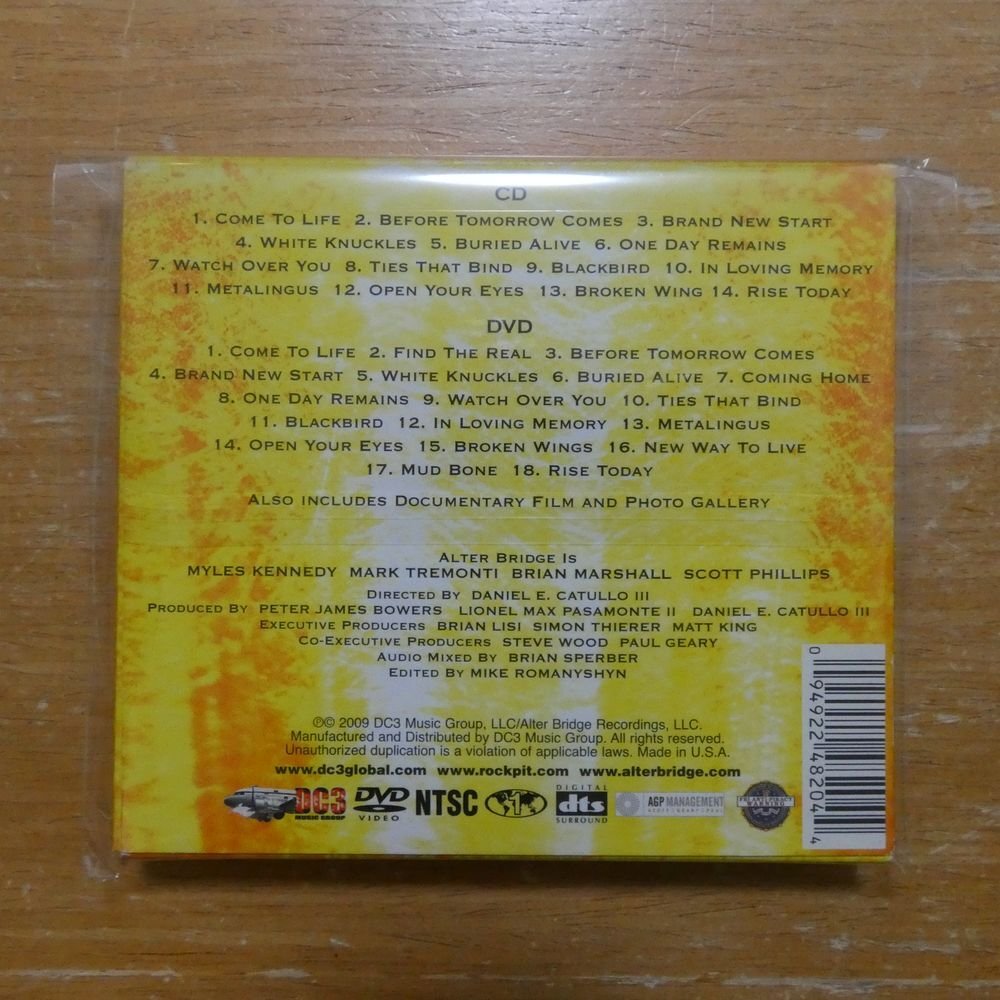 CD
1. Come To Life 2. Before Tomorrow Comes 3. Brand New Start
4. White Knuckles 5. Buried Alive 6. One Day Remains
7. Watch Over You 8. Ties That Bind 9. Blackbird 10. In Loving Memory
11. Metalingus 12. Open Your Eyes 13. Broken Wing 14. Rise Today
DVD
1. Come To Life 2. Find The Real 3. Before Tomorrow Comes
4. Brand New Start 5. White Knuckles 6. Buried Alive 7. Coming Home
8. One Day Remains 9. Watch Over You 10. Ties That Bind
11. Blackbird 12. In Loving Memory 13. Metalingus
14. Open Your Eyes 15. Broken Wings 16. New Way To Live
17. Mud Bone 18. Rise Today
Also includes Documentary Film and Photo Gallery
Alter Bridge Is
Myles Kennedy Mark Tremonti Brian Marshall Scott Phillips
Directed By Daniel E. Catullo III
Produced By Peter James Bowers Lionel Max Pasamonte II Daniel E. Catullo III
Executive Producers Brian Lisi Simon Thierer Matt King
Co-Executive Producers Steve Wood Paul Geary
Audio Mixed By Brian Sperber
Edited By Mike Romanyshyn
℗© 2009 DC3 Music Group, LLC/Alter Bridge Recordings, LLC.
Manufactured and Distributed by DC3 Music Group. All rights reserved.
Unauthorized duplication is a violation of applicable laws. Made in U.S.A.
www.dc3global.com www.rockpit.com www.alterbridge.com
DC3 MUSIC GROUP
DVD VIDEO
NTSC
1
DIGITAL dts SURROUND
AGP MANAGEMENT
WARNING
0 94922 48204 4